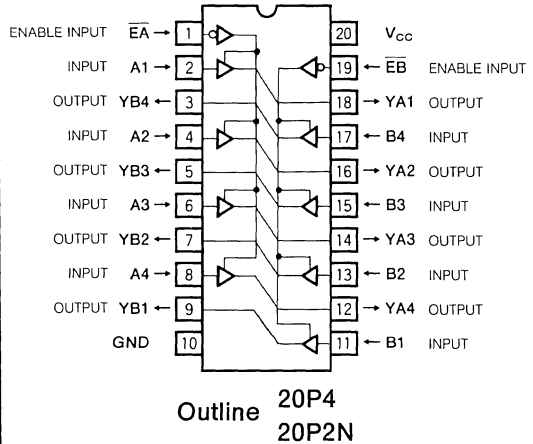 ENABLE INPUT EA 1 20 VCC
INPUT A1 2 19 EB ENABLE INPUT
OUTPUT YB4 3 18 YA1 OUTPUT
INPUT A2 4 17 B4 INPUT
OUTPUT YB3 5 16 YA2 OUTPUT
INPUT A3 6 15 B3 INPUT
OUTPUT YB2 7 14 YA3 OUTPUT
INPUT A4 8 13 B2 INPUT
OUTPUT YB1 9 12 YA4 OUTPUT
GND 10 11 B1 INPUT
Outline 20P4
20P2N